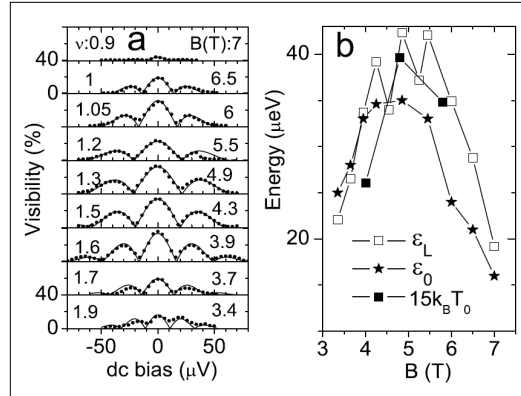 ν:0.9 a B(T):7
40
0
1 6.5
1.05 6
1.2 5.5
1.3 4.9
1.5 4.3
1.6 3.9
1.7 3.7
40
0
1.9 3.4
Visibility (%)
-50 0 50
dc bias (μV)
b
40
20
Energy (μeV)
ε_L
ε_0
15k_BT_0
3 4 5 6 7
B (T)